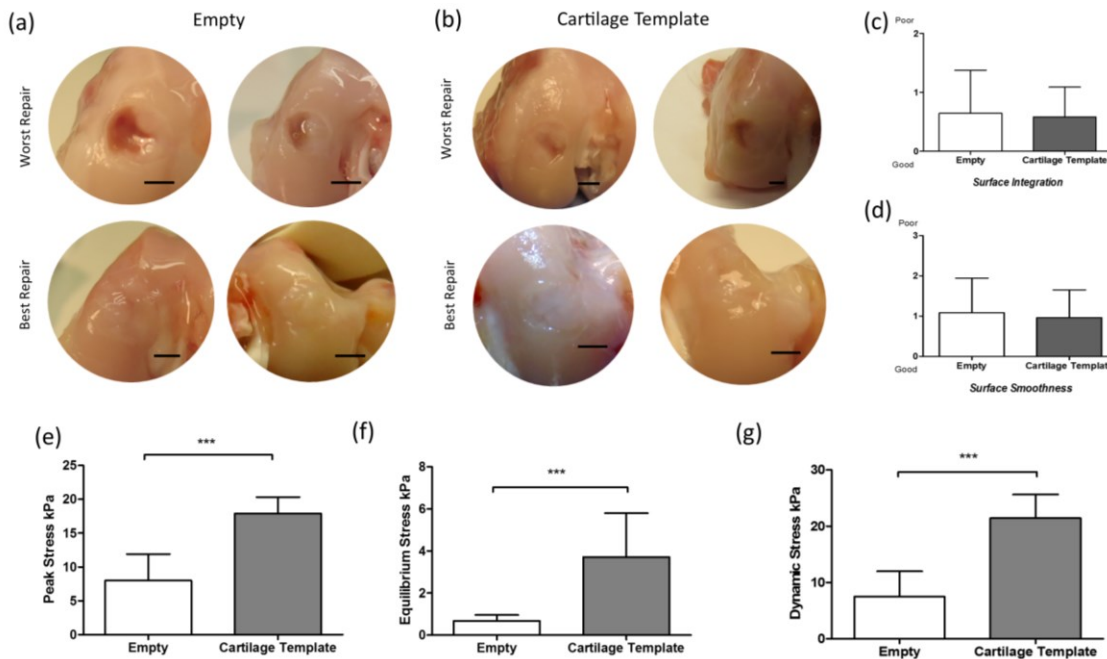 (a)
Empty
Worst Repair
Best Repair
(b)
Cartilage Template
Worst Repair
Best Repair
(c)
Poor
2
1
0
Good
Empty
Cartilage Template
Surface Integration
(d)
Poor
3
2
1
0
Good
Empty
Cartilage Template
Surface Smoothness
(e)
***
Peak Stress kPa
25
20
15
10
5
0
Empty
Cartilage Template
(f)
***
Equilibrium Stress kPa
8
6
4
2
0
Empty
Cartilage Template
(g)
***
Dynamic Stress kPa
30
20
10
0
Empty
Cartilage Template